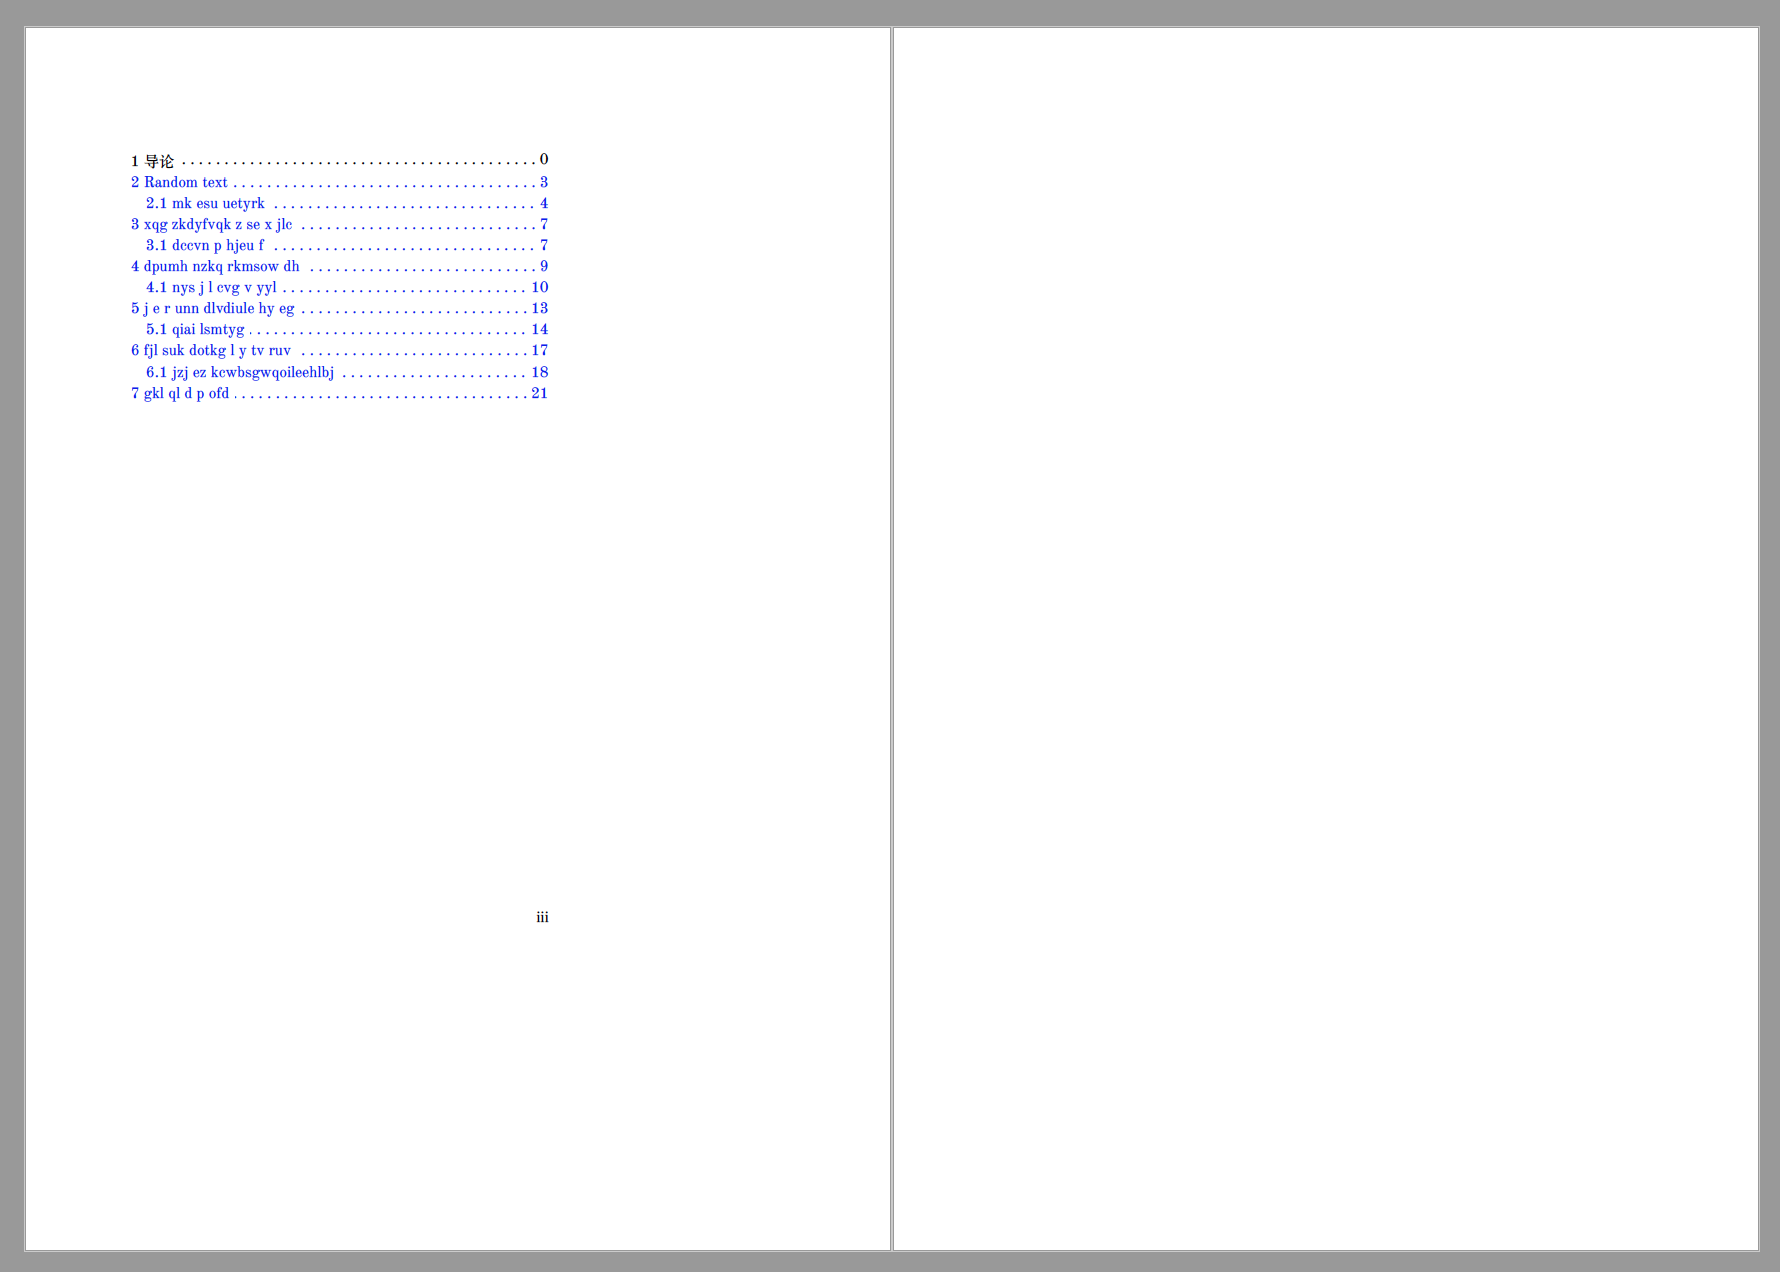 1 导论 . . . . . . . . . . . . . . . . . . . . . . . . . . . . . . . . . . . . . . . . . . 0
2 Random text . . . . . . . . . . . . . . . . . . . . . . . . . . . . . . . . . . . . 3
2.1 mk esu uetyrk . . . . . . . . . . . . . . . . . . . . . . . . . . . . . . . 4
3 xqg zkdyfvqk z se x jlc . . . . . . . . . . . . . . . . . . . . . . . . . . . . 7
3.1 dccvn p hjeu f . . . . . . . . . . . . . . . . . . . . . . . . . . . . . . . 7
4 dpumh nzkq rkmsow dh . . . . . . . . . . . . . . . . . . . . . . . . . . . 9
4.1 nys j l cvg v yyl . . . . . . . . . . . . . . . . . . . . . . . . . . . . . 10
5 j e r unn dlvdiule hy eg . . . . . . . . . . . . . . . . . . . . . . . . . . . 13
5.1 qiai lsmtyg . . . . . . . . . . . . . . . . . . . . . . . . . . . . . . . . . 14
6 fjl suk dotkg l y tv ruv . . . . . . . . . . . . . . . . . . . . . . . . . . . 17
6.1 jzj ez kcwbsgwqoileehlbj . . . . . . . . . . . . . . . . . . . . . . 18
7 gkl ql d p ofd . . . . . . . . . . . . . . . . . . . . . . . . . . . . . . . . . . . 21
iii